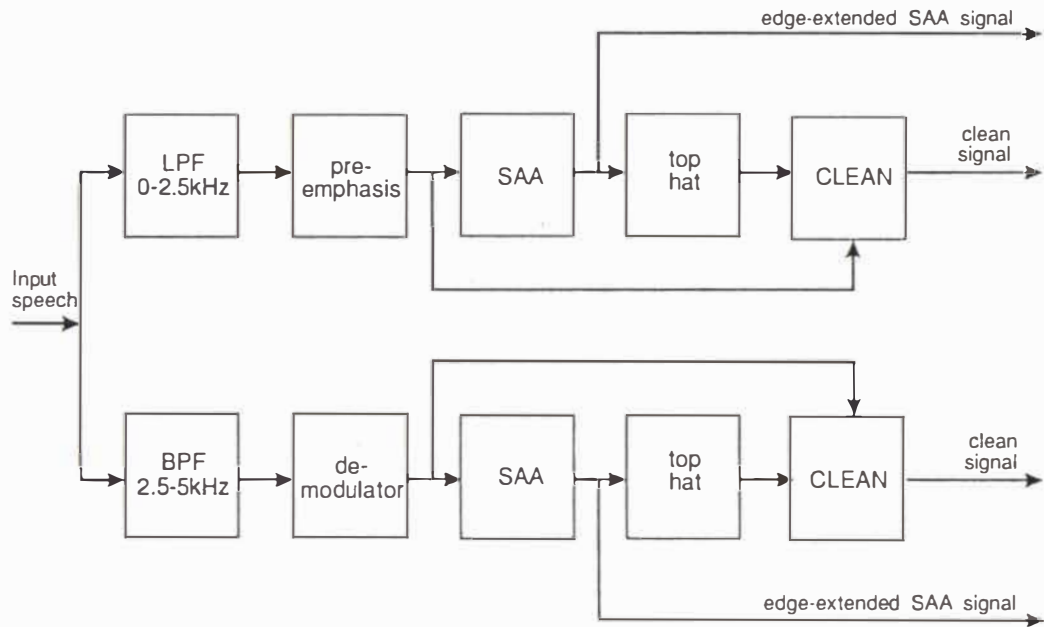 edge-extended SAA signal
LPF
0-2.5kHz
pre-
emphasis
SAA
top
hat
CLEAN
clean
signal
Input
speech
BPF
2.5-5kHz
de-
modulator
SAA
top
hat
CLEAN
clean
signal
edge-extended SAA signal